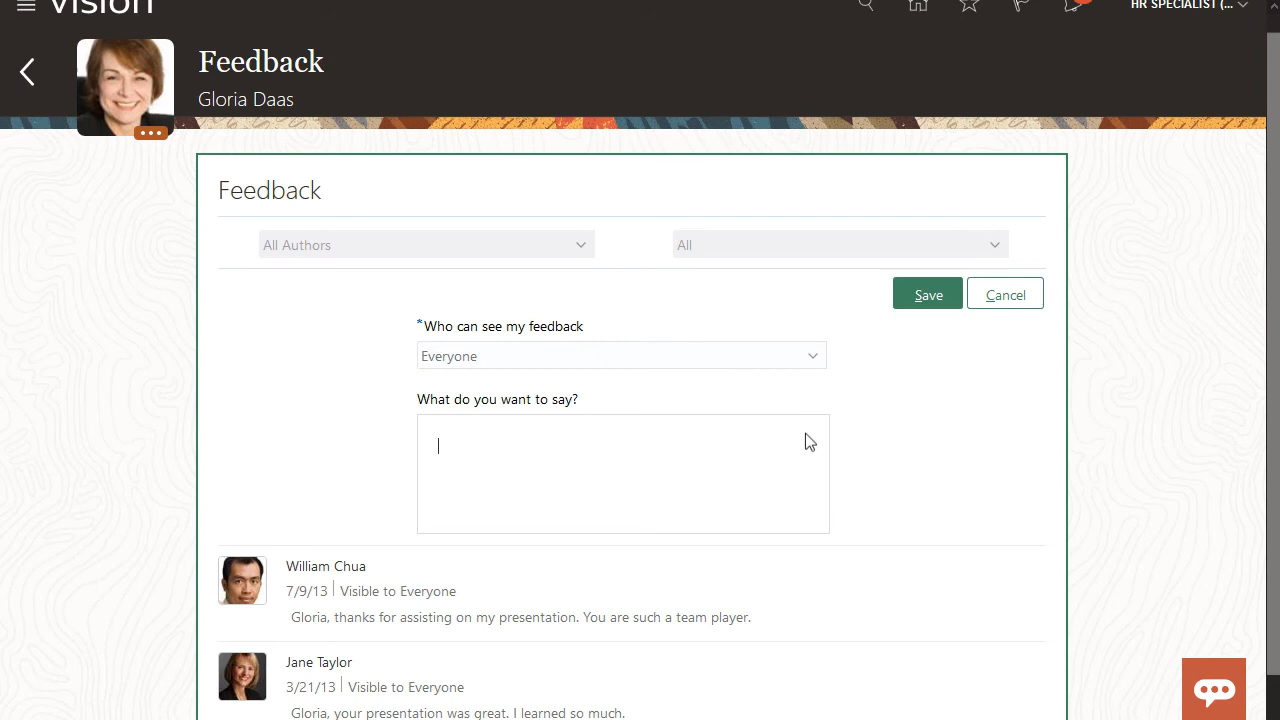 Vision
HR SPECIALIST (...
Feedback
Gloria Daas
Feedback
All Authors
All
Save
Cancel
*Who can see my feedback
Everyone
What do you want to say?
William Chua
7/9/13 | Visible to Everyone
Gloria, thanks for assisting on my presentation. You are such a team player.
Jane Taylor
3/21/13 | Visible to Everyone
Gloria, your presentation was great. I learned so much.